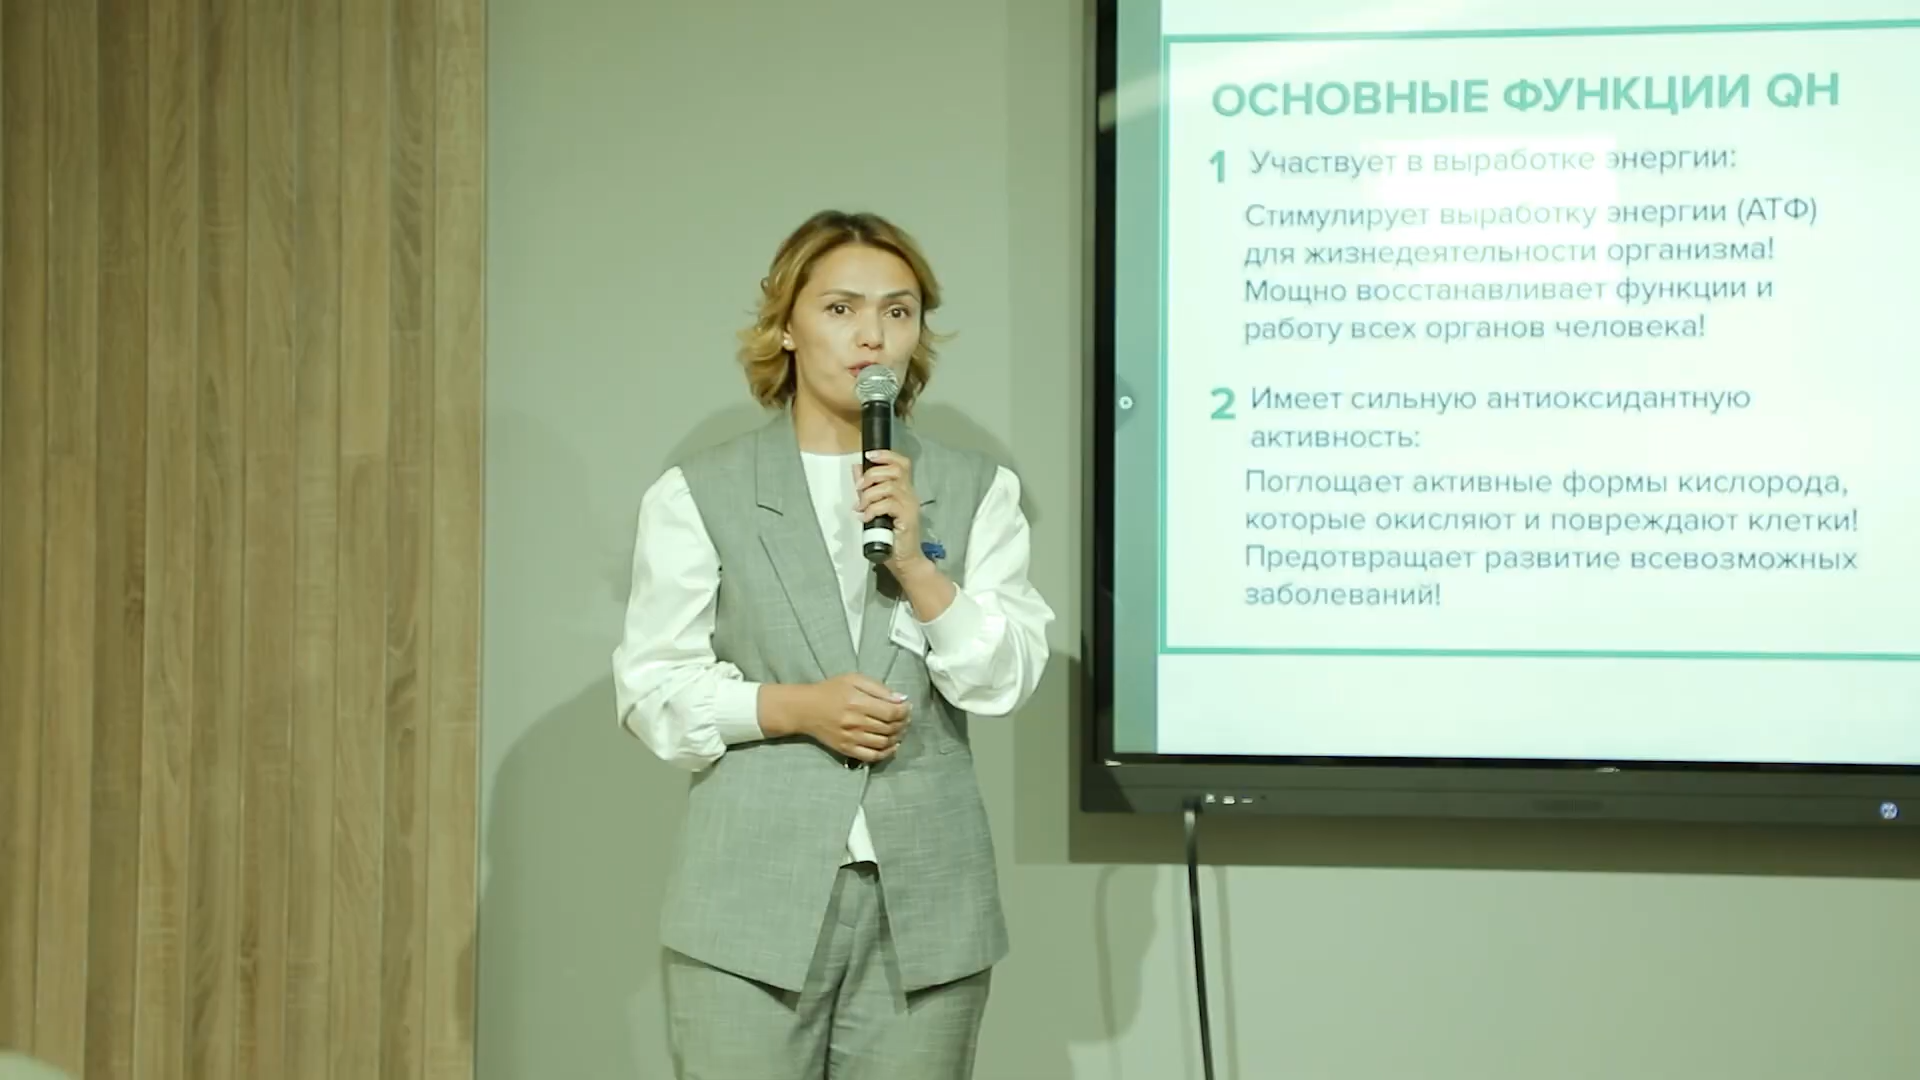 ОСНОВНЫЕ ФУНКЦИИ QH
1 Участвует в выработке энергии:
Стимулирует выработку энергии (АТФ)
для жизнедеятельности организма!
Мощно восстанавливает функции и
работу всех органов человека!
2 Имеет сильную антиоксидантную
активность:
Поглощает активные формы кислорода,
которые окисляют и повреждают клетки!
Предотвращает развитие всевозможных
заболеваний!